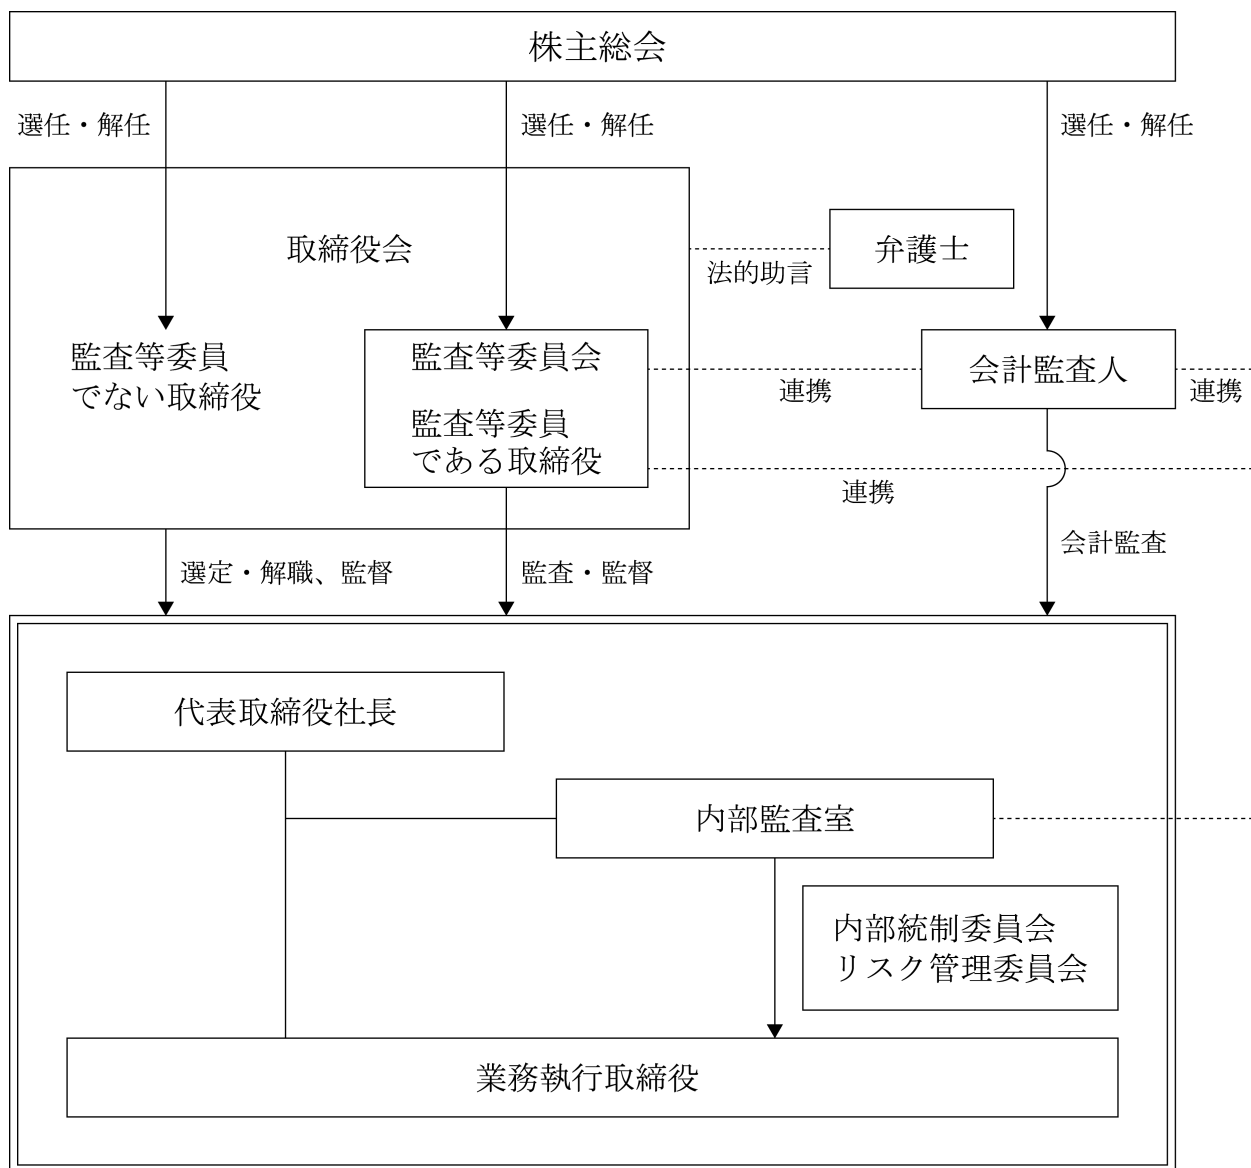 株主総会
選任・解任
選任・解任
選任・解任
取締役会
弁護士
法的助言
監査等委員
でない取締役
監査等委員会
監査等委員
である取締役
会計監査人
連携
連携
連携
会計監査
選定・解職、監督
監査・監督
代表取締役社長
内部監査室
内部統制委員会
リスク管理委員会
業務執行取締役